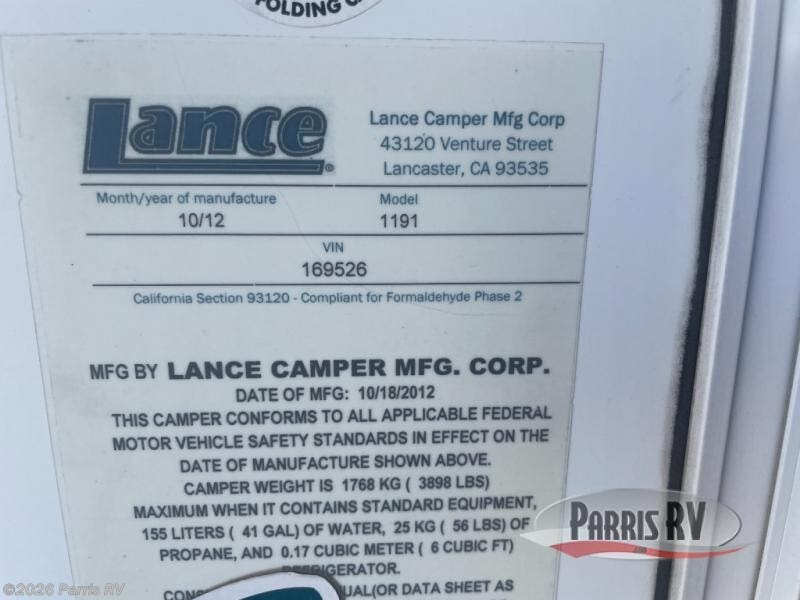 FOLDING
Lance
Lance Camper Mfg Corp
43120 Venture Street
Lancaster, CA 93535
Month/year of manufacture
Model
10/12
1191
VIN
169526
California Section 93120 - Compliant for Formaldehyde Phase 2
MFG BY LANCE CAMPER MFG. CORP.
DATE OF MFG: 10/18/2012
THIS CAMPER CONFORMS TO ALL APPLICABLE FEDERAL
MOTOR VEHICLE SAFETY STANDARDS IN EFFECT ON THE
DATE OF MANUFACTURE SHOWN ABOVE.
CAMPER WEIGHT IS 1768 KG ( 3898 LBS)
MAXIMUM WHEN IT CONTAINS STANDARD EQUIPMENT,
155 LITERS ( 41 GAL) OF WATER, 25 KG ( 56 LBS) OF
PROPANE, AND 0.17 CUBIC METER ( 6 CUBIC FT)
REFRIGERATOR.
(OR DATA SHEET AS
PARRIS RV
©2026 Parris RV